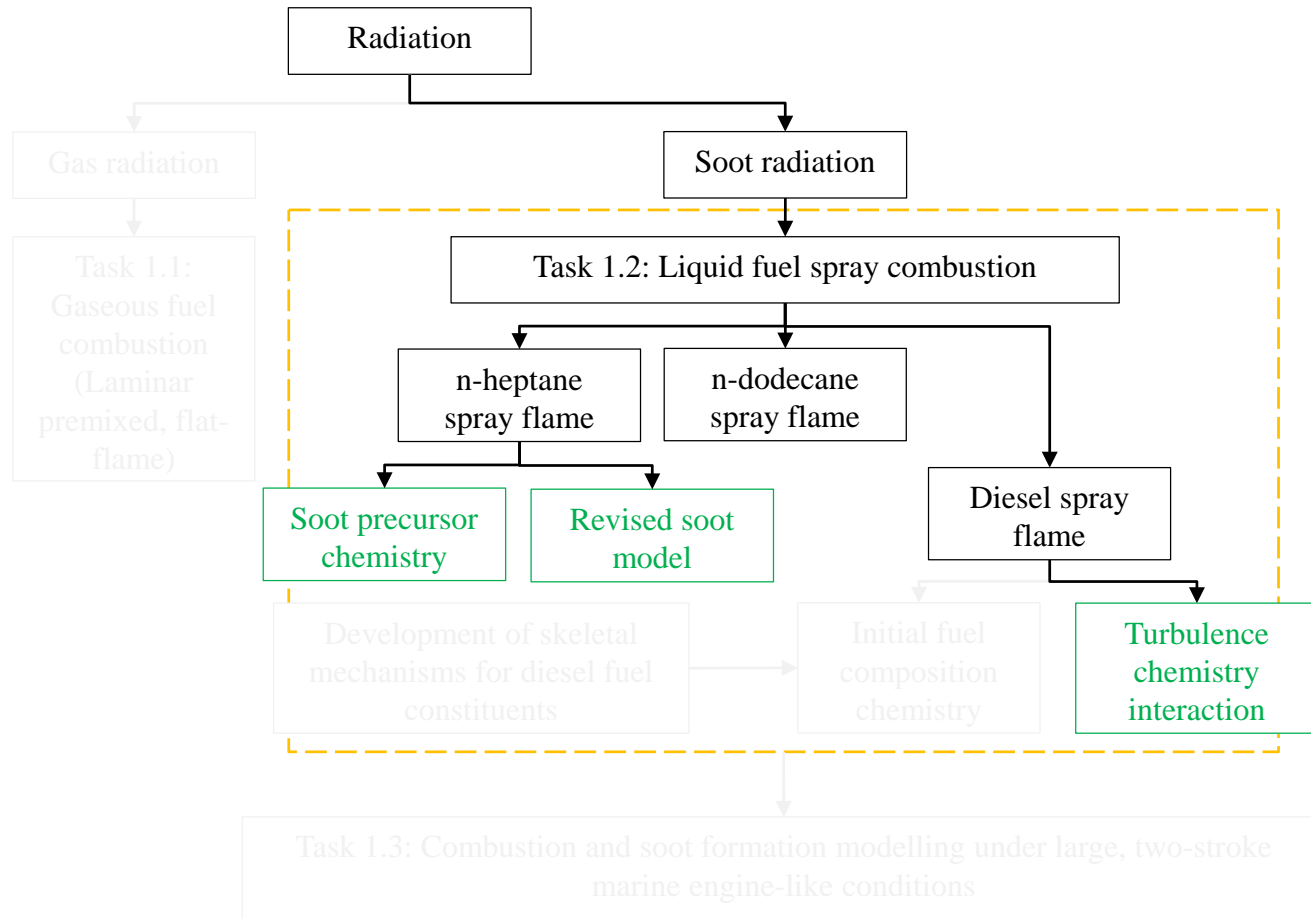 Radiation
Gas radiation
Soot radiation
Task 1.1:
Gaseous fuel
combustion
(Laminar
premixed, flat-
flame)
Task 1.2: Liquid fuel spray combustion
n-heptane
spray flame
n-dodecane
spray flame
Diesel spray
flame
Soot precursor
chemistry
Revised soot
model
Development of skeletal
mechanisms for diesel fuel
constituents
Initial fuel
composition
chemistry
Turbulence
chemistry
interaction
Task 1.3: Combustion and soot formation modelling under large, two-stroke
marine engine-like conditions